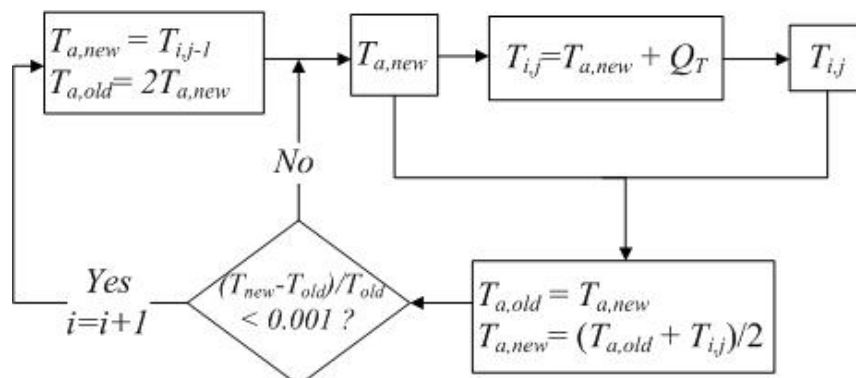 T_{a,new} = T_{i,j-1}
T_{a,old}= 2T_{a,new}
T_{a,new}
T_{i,j}=T_{a,new} + Q_T
T_{i,j}
No
Yes
i=i+1
(T_{new}-T_{old})/T_{old}
< 0.001 ?
T_{a,old} = T_{a,new}
T_{a,new}= (T_{a,old} + T_{i,j})/2